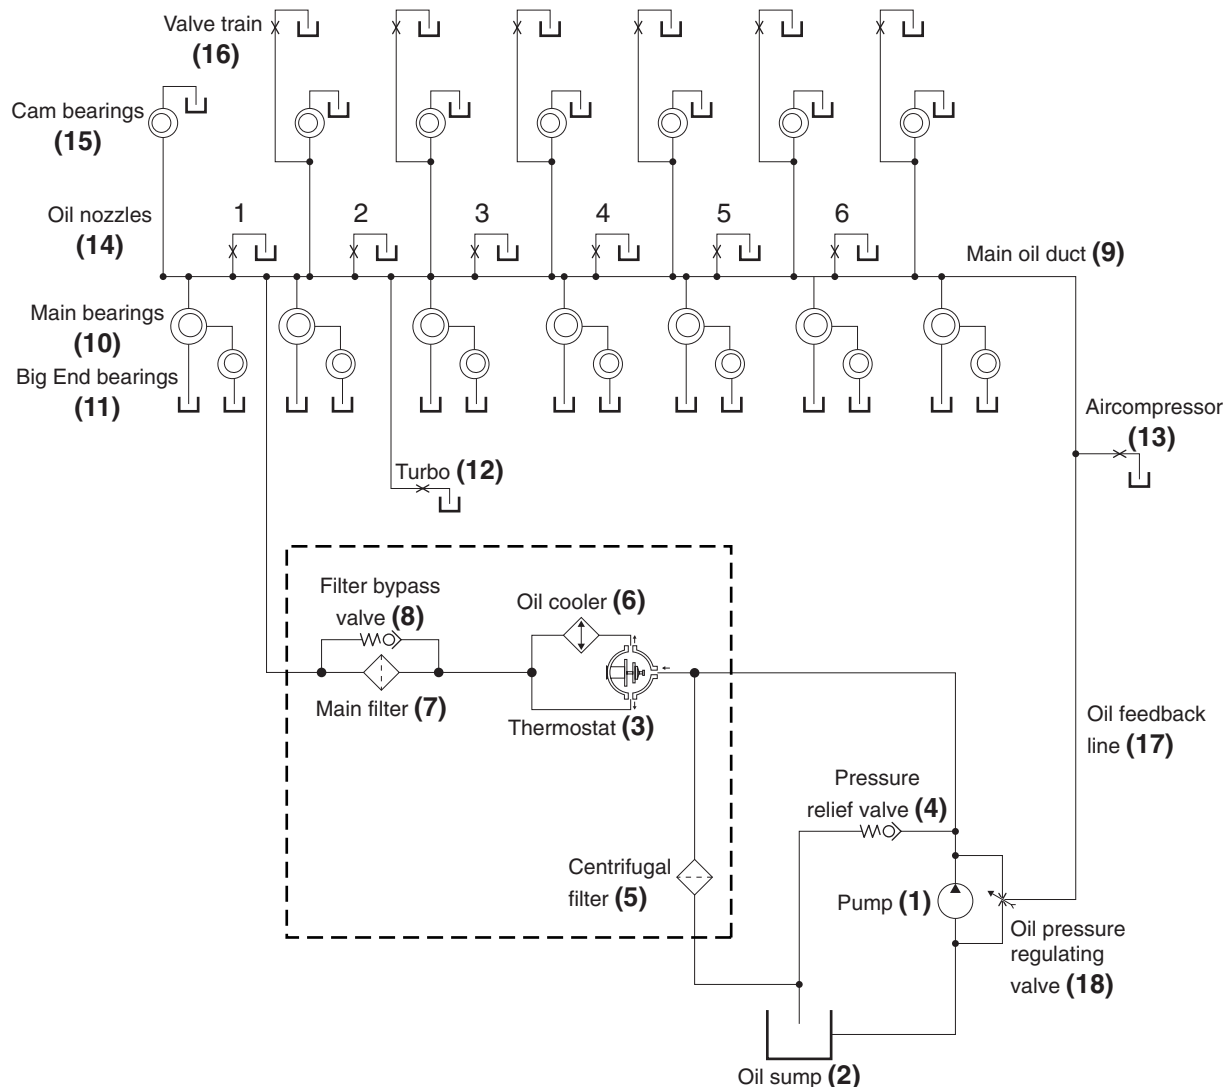 Valve train
(16)
Cam bearings
(15)
Oil nozzles
(14)
1 2 3 4 5 6
Main oil duct (9)
Main bearings
(10)
Big End bearings
(11)
Aircompressor
(13)
Turbo (12)
Filter bypass
valve (8)
Oil cooler (6)
Main filter (7)
Thermostat (3)
Oil feedback
line (17)
Pressure
relief valve (4)
Centrifugal
filter (5)
Pump (1)
Oil pressure
regulating
valve (18)
Oil sump (2)